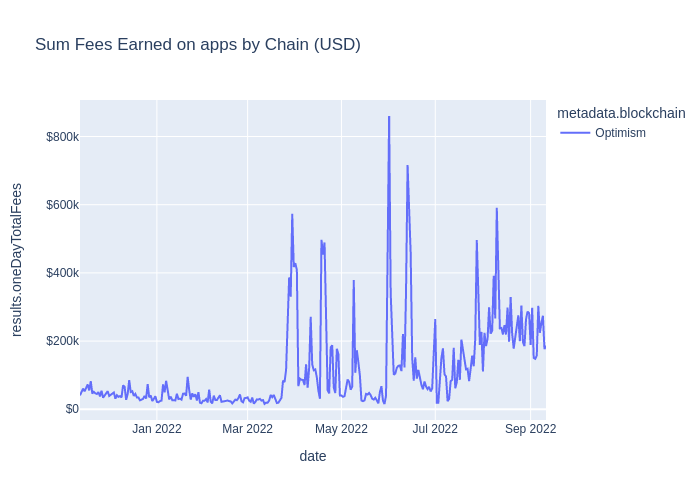 Sum Fees Earned on apps by Chain (USD)
metadata.blockchain
Optimism
results.oneDayTotalFees
$800k
$600k
$400k
$200k
$0
Jan 2022
Mar 2022
May 2022
Jul 2022
Sep 2022
date